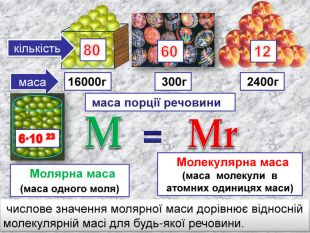 кількість 80 60 12
маса 16000г 300г 2400г
маса порції речовини
6·10 23
M = Mr
Молярна маса
(маса одного моля)
Молекулярна маса
(маса молекули в
атомних одиницях маси)
числове значення молярної маси дорівнює відносній
молекулярній масі для будь-якої речовини.